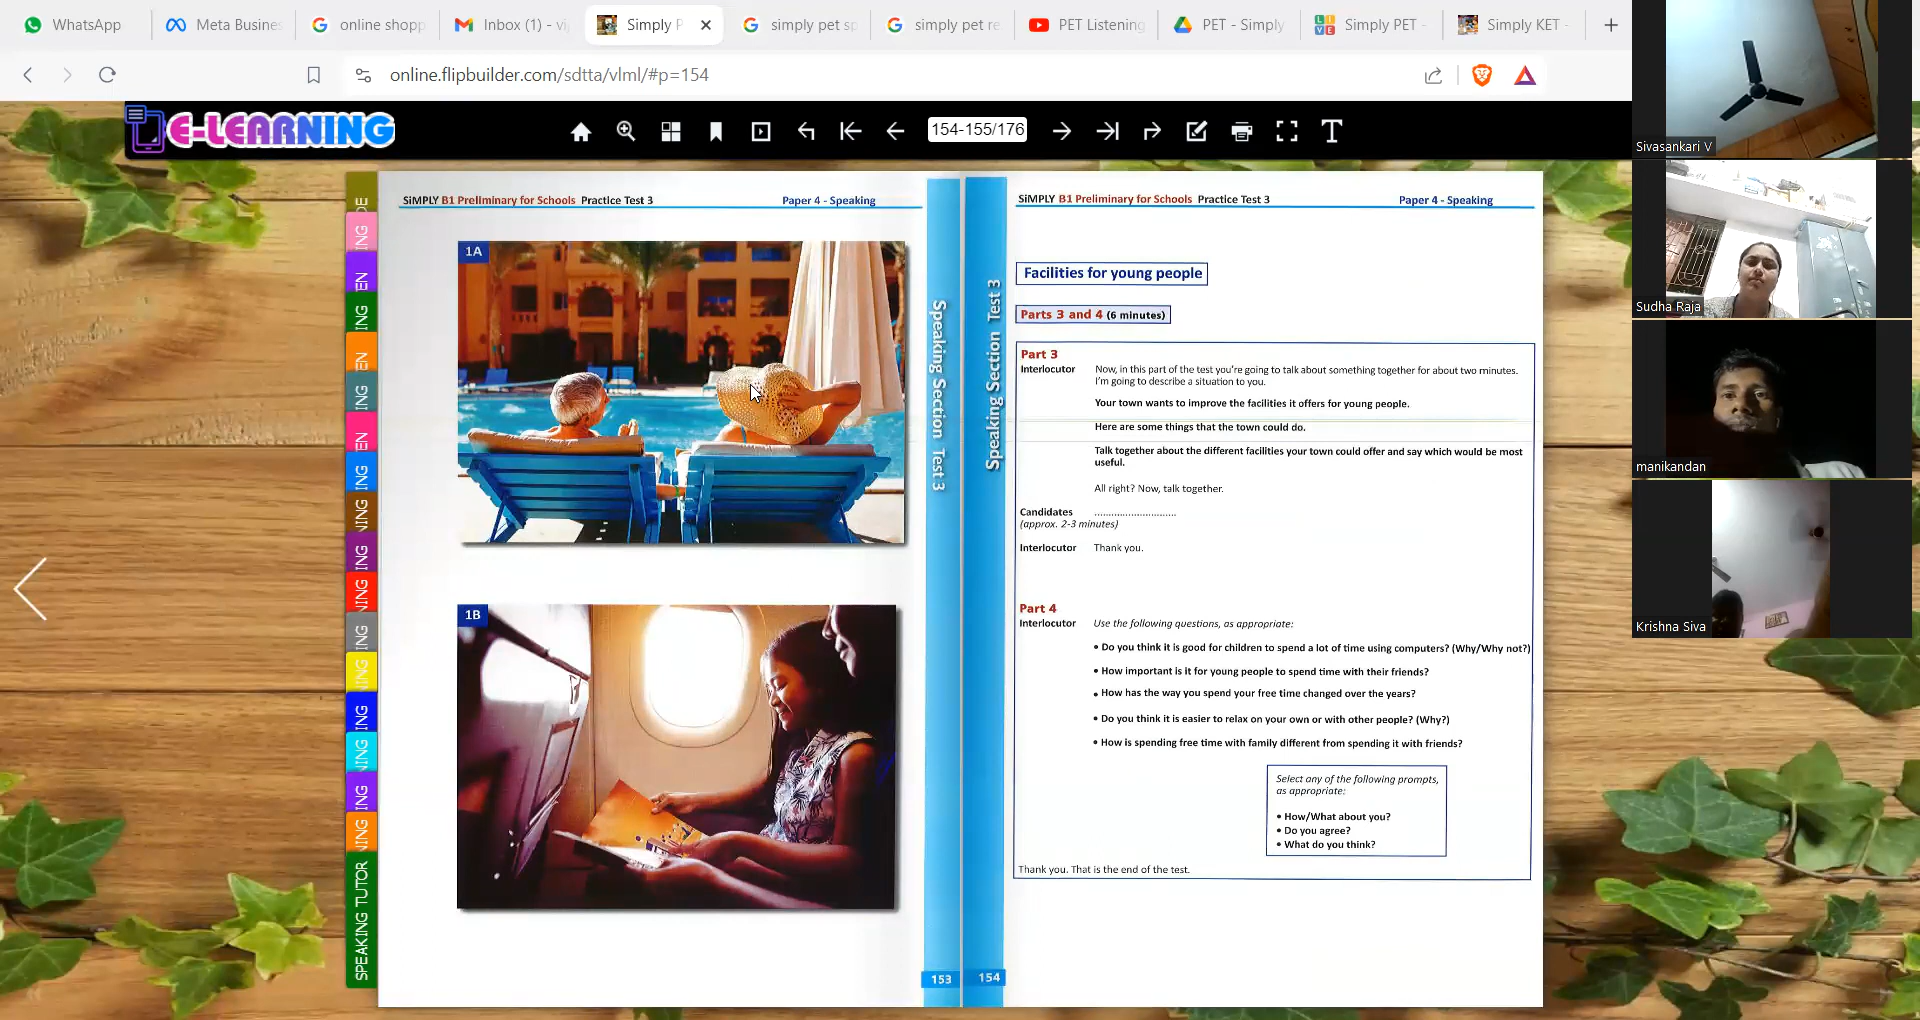 WhatsApp
Meta Busines
online shopp
Inbox (1) - vi
Simply P
simply pet sp
simply pet re
PET Listening
PET - Simply
Simply PET -
Simply KET -
online.flipbuilder.com/sdtta/vlml/#p=154
E-LEARNING
154-155/176
SPEAKING TUTOR
SiMPLY B1 Preliminary for Schools Practice Test 3
Paper 4 - Speaking
1A
1B
Speaking Section Test 3
153
Speaking Section Test 3
154
SiMPLY B1 Preliminary for Schools Practice Test 3
Paper 4 - Speaking
Facilities for young people
Parts 3 and 4 (6 minutes)
Part 3
Interlocutor Now, in this part of the test you're going to talk about something together for about two minutes.
I'm going to describe a situation to you.
Your town wants to improve the facilities it offers for young people.
Here are some things that the town could do.
Talk together about the different facilities your town could offer and say which would be most
useful.
All right? Now, talk together.
Candidates ............................
(approx. 2-3 minutes)
Interlocutor Thank you.
Part 4
Interlocutor Use the following questions, as appropriate:
• Do you think it is good for children to spend a lot of time using computers? (Why/Why not?)
• How important is it for young people to spend time with their friends?
• How has the way you spend your free time changed over the years?
• Do you think it is easier to relax on your own or with other people? (Why?)
• How is spending free time with family different from spending it with friends?
Select any of the following prompts,
as appropriate:
• How/What about you?
• Do you agree?
• What do you think?
Thank you. That is the end of the test.
Sivasankari V
Sudha Raja
manikandan
Krishna Siva